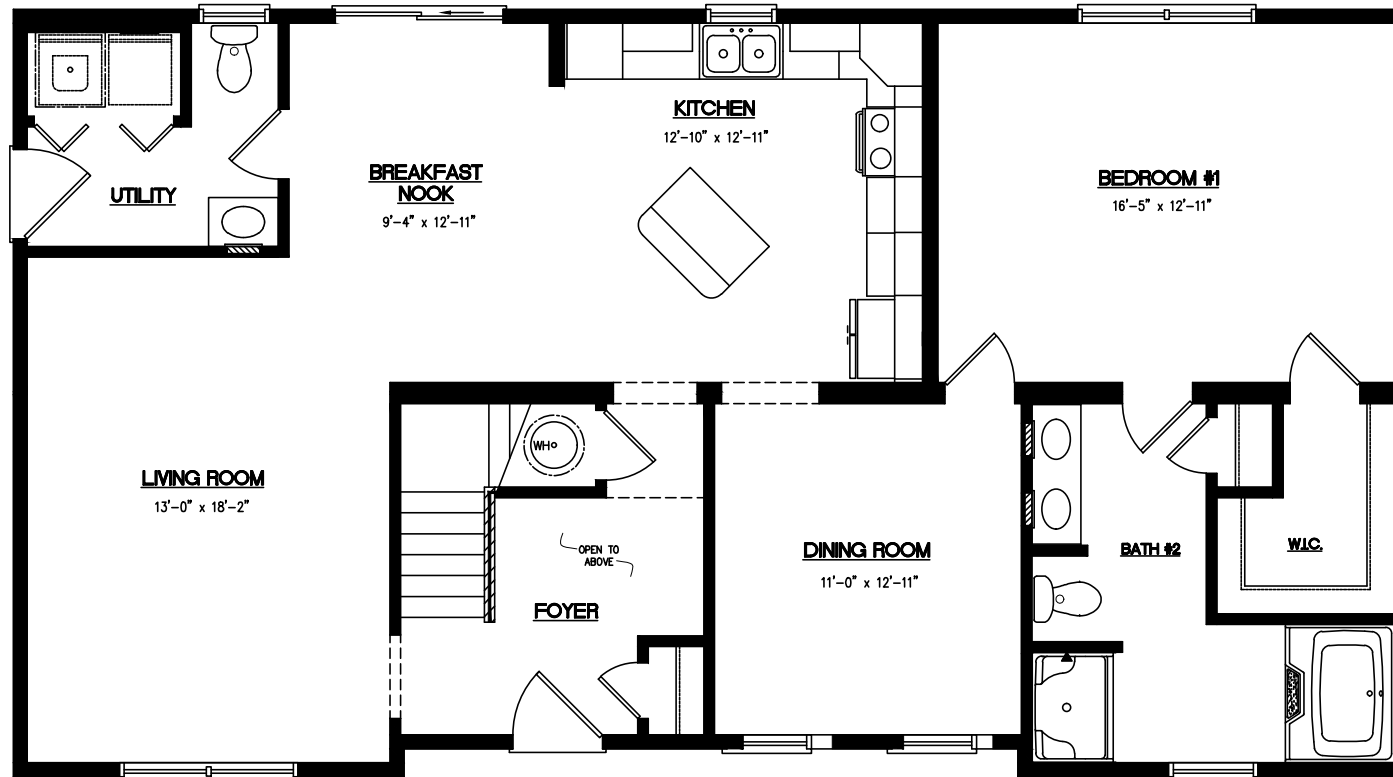 KITCHEN
12'-10" x 12'-11"
BREAKFAST
NOOK
9'-4" x 12'-11"
UTILITY
BEDROOM #1
16'-5" x 12'-11"
WH
LIVING ROOM
13'-0" x 18'-2"
OPEN TO
ABOVE
FOYER
DINING ROOM
11'-0" x 12'-11"
BATH #2
W.I.C.